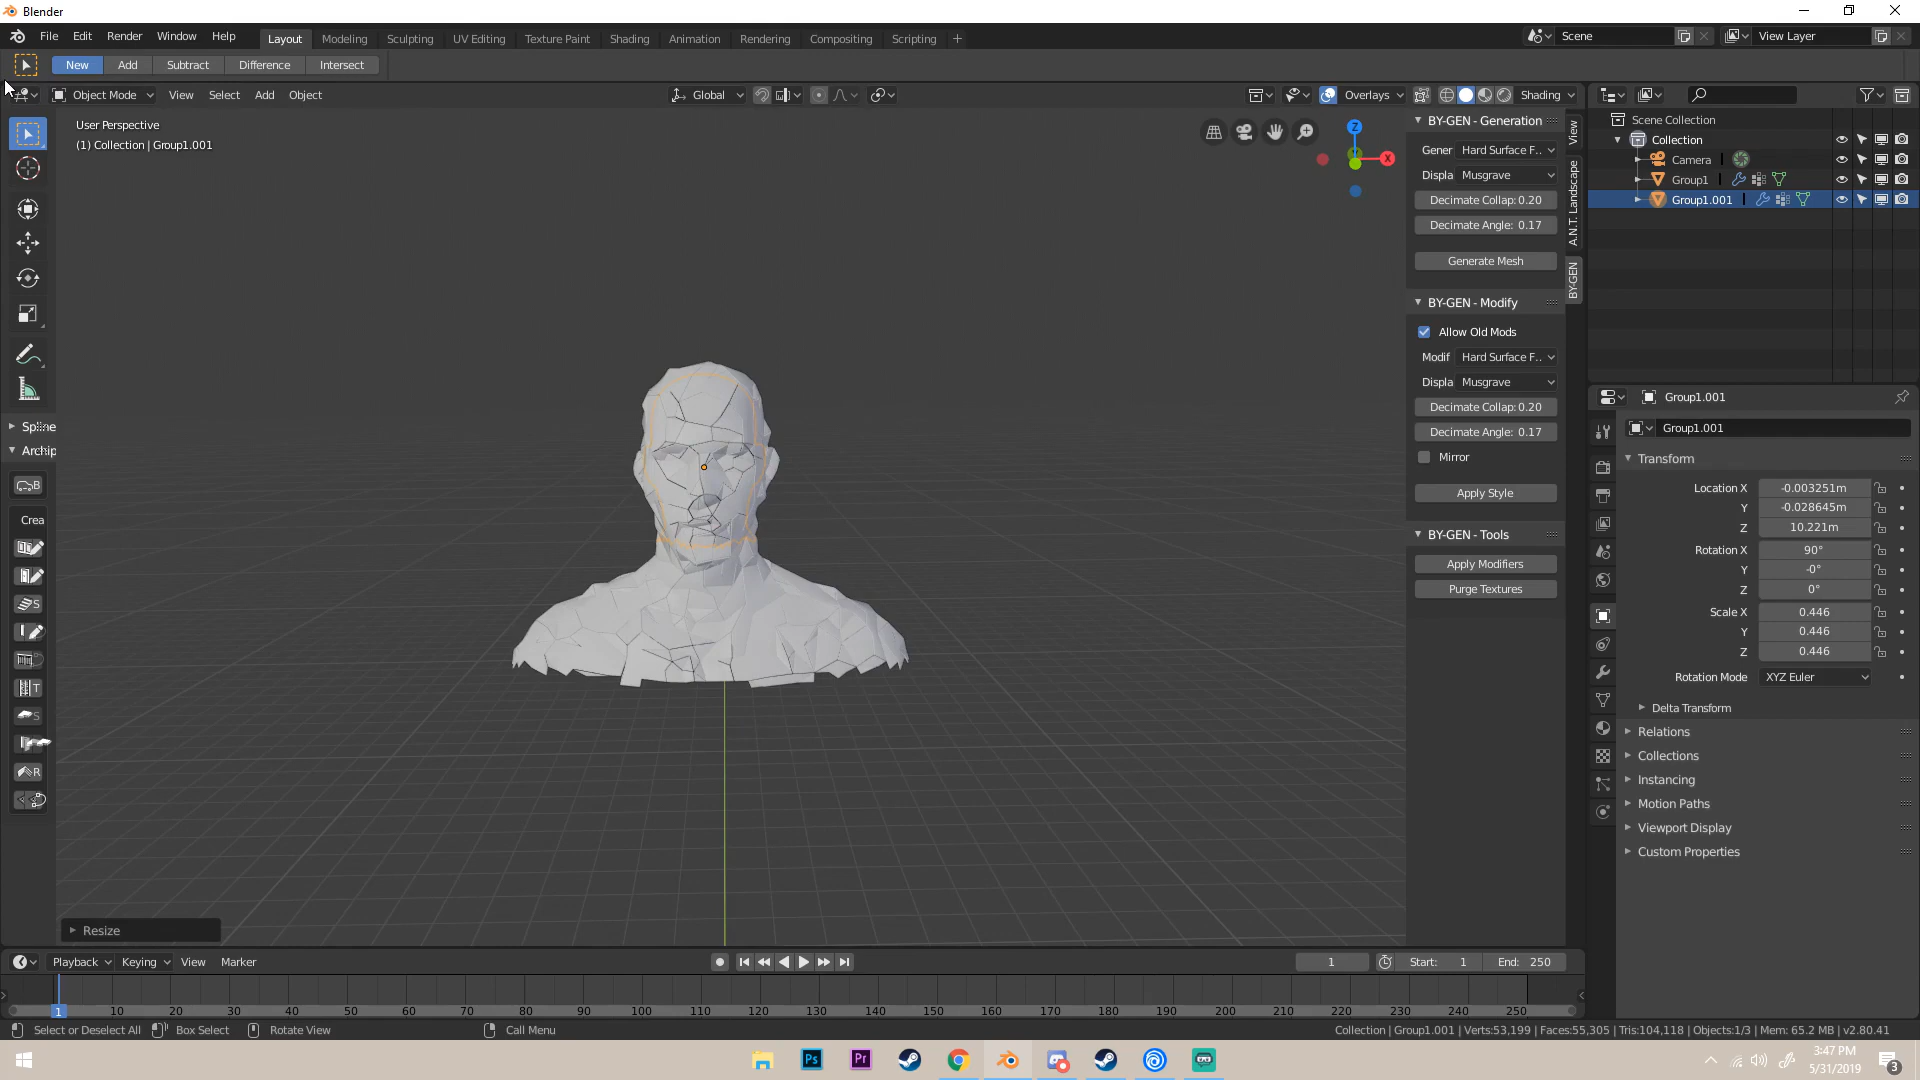 Blender
File Edit Render Window Help
Layout Modeling Sculpting UV Editing Texture Paint Shading Animation Rendering Compositing Scripting
Scene
View Layer
New Add Subtract Difference Intersect
Object Mode View Select Add Object
Global
Overlays
Shading
User Perspective
(1) Collection | Group1.001
Z
X
BY-GEN - Generation
Gener Hard Surface F..
Displa Musgrave
Decimate Collap: 0.20
Decimate Angle: 0.17
Generate Mesh
BY-GEN - Modify
Allow Old Mods
Modif Hard Surface F..
Displa Musgrave
Decimate Collap: 0.20
Decimate Angle: 0.17
Mirror
Apply Style
BY-GEN - Tools
Apply Modifiers
Purge Textures
View
A.N.T. Landscape
BY-GEN
Scene Collection
Collection
Camera
Group1
Group1.001
Group1.001
Group1.001
Transform
Location X -0.003251m
Y -0.028645m
Z 10.221m
Rotation X 90°
Y -0°
Z 0°
Scale X 0.446
Y 0.446
Z 0.446
Rotation Mode XYZ Euler
Delta Transform
Relations
Collections
Instancing
Motion Paths
Viewport Display
Custom Properties
Spline
Archip
B
Crea
S
T
S
R
Resize
Playback Keying View Marker
1
Start: 1
End: 250
1 10 20 30 40 50 60 70 80 90 100 110 120 130 140 150 160 170 180 190 200 210 220 230 240 250
Select or Deselect All Box Select Rotate View Call Menu
Collection | Group1.001 | Verts:53,199 | Faces:55,305 | Tris:104,118 | Objects:1/3 | Mem: 65.2 MB | v2.80.41
Ps
Pr
3:47 PM
5/31/2019
3